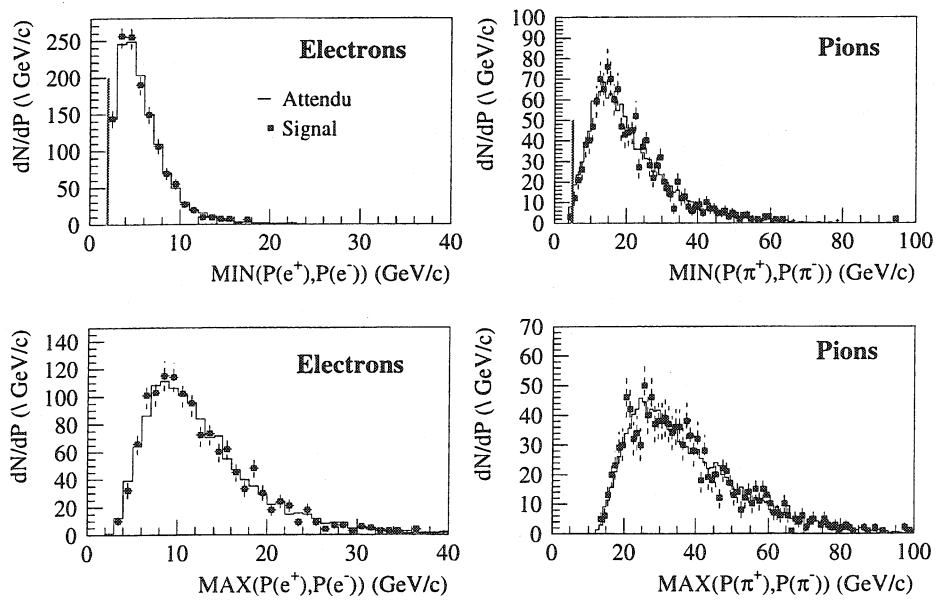 dN/dP (\ GeV/c)
250
200
150
100
50
0
Electrons
Attendu
Signal
0 10 20 30 40
MIN(P(e+),P(e-)) (GeV/c)
dN/dP (\ GeV/c)
100
90
80
70
60
50
40
30
20
10
0
Pions
0 20 40 60 80 100
MIN(P(π+),P(π-)) (GeV/c)
dN/dP (\ GeV/c)
140
120
100
80
60
40
20
0
Electrons
0 10 20 30 40
MAX(P(e+),P(e-)) (GeV/c)
dN/dP (\ GeV/c)
70
60
50
40
30
20
10
0
Pions
0 20 40 60 80 100
MAX(P(π+),P(π-)) (GeV/c)